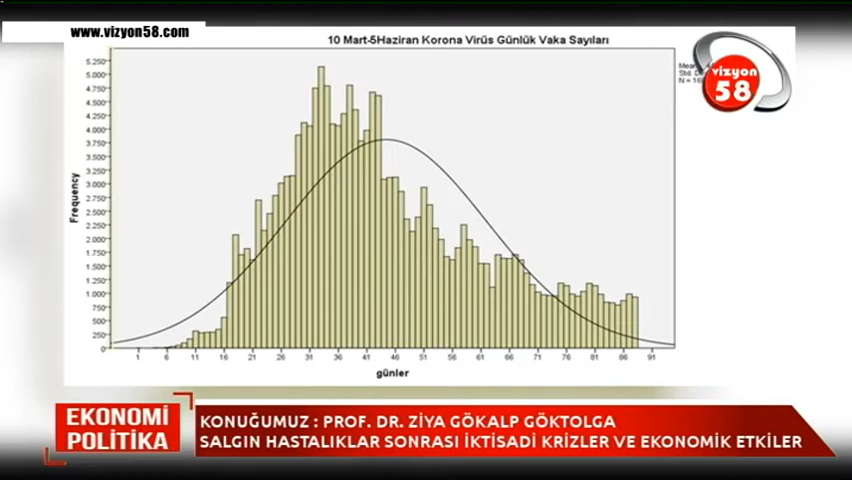 www.vizyon58.com
10 Mart-5Haziran Korona Virüs Günlük Vaka Sayıları
vizyon
58
5.250
5.000
4.750
4.500
4.250
4.000
3.750
3.500
3.250
3.000
2.750
2.500
2.250
2.000
1.750
1.500
1.250
1.000
750
500
250
0
Frequency
1 6 11 16 21 26 31 36 41 46 51 56 61 66 71 76 81 86 91
günler
EKONOMİ
POLİTİKA
KONUĞUMUZ : PROF. DR. ZİYA GÖKALP GÖKTOLGA
SALGIN HASTALIKLAR SONRASI İKTİSADİ KRİZLER VE EKONOMİK ETKİLER